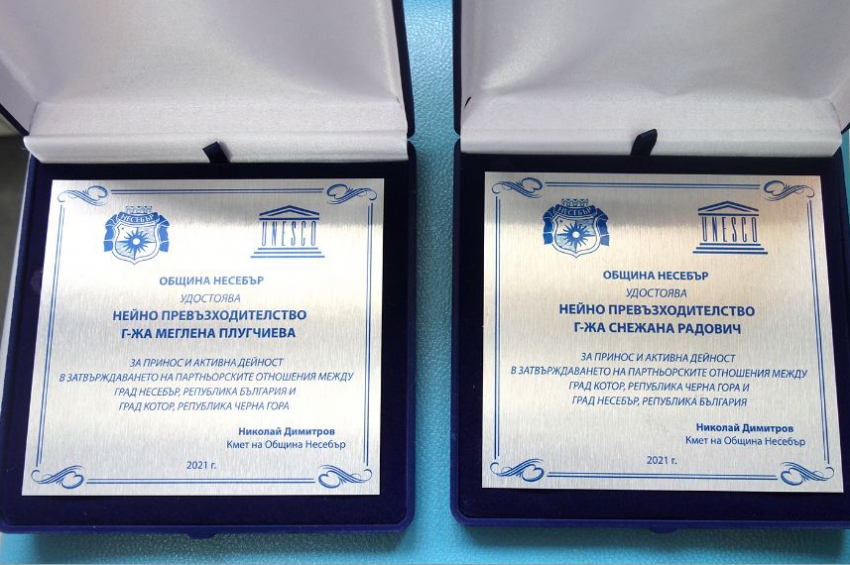 НЕСЕБЪР
UNESCO
ОБЩИНА НЕСЕБЪР
УДОСТОЯВА
НЕЙНО ПРЕВЪЗХОДИТЕЛСТВО
Г-ЖА МЕГЛЕНА ПЛУГЧИЕВА
ЗА ПРИНОС И АКТИВНА ДЕЙНОСТ
В ЗАТВЪРЖДАВАНЕТО НА ПАРТНЬОРСКИТЕ ОТНОШЕНИЯ МЕЖДУ
ГРАД НЕСЕБЪР, РЕПУБЛИКА БЪЛГАРИЯ И
ГРАД КОТОР, РЕПУБЛИКА ЧЕРНА ГОРА
Николай Димитров
Кмет на Община Несебър
2021 г.
НЕСЕБЪР
UNESCO
ОБЩИНА НЕСЕБЪР
УДОСТОЯВА
НЕЙНО ПРЕВЪЗХОДИТЕЛСТВО
Г-ЖА СНЕЖАНА РАДОВИЧ
ЗА ПРИНОС И АКТИВНА ДЕЙНОСТ
В ЗАТВЪРЖДАВАНЕТО НА ПАРТНЬОРСКИТЕ ОТНОШЕНИЯ МЕЖДУ
ГРАД КОТОР, РЕПУБЛИКА ЧЕРНА ГОРА И
ГРАД НЕСЕБЪР, РЕПУБЛИКА БЪЛГАРИЯ
Николай Димитров
Кмет на Община Несебър
2021 г.